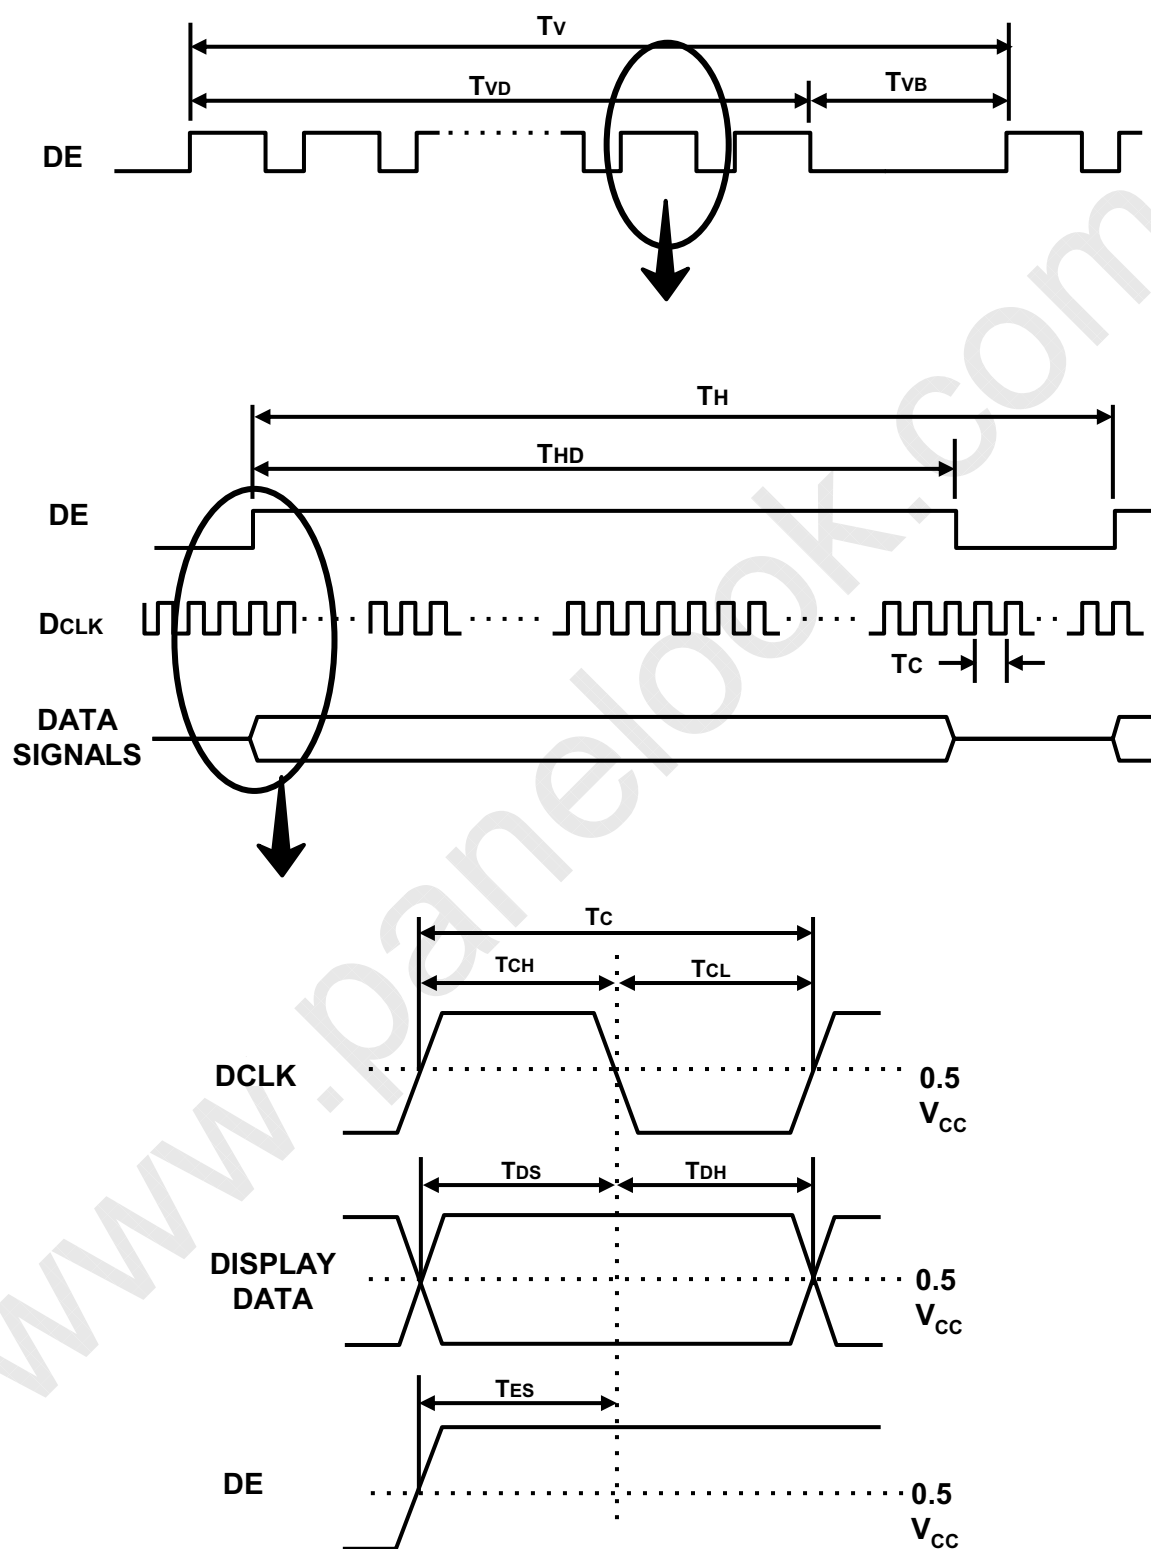 TV
TVD
TVB
DE
TH
THD
DE
DCLK
TC
DATA
SIGNALS
TC
TCH
TCL
DCLK
0.5
VCC
TDS
TDH
DISPLAY
DATA
0.5
VCC
TES
DE
0.5
VCC
www.panelook.com